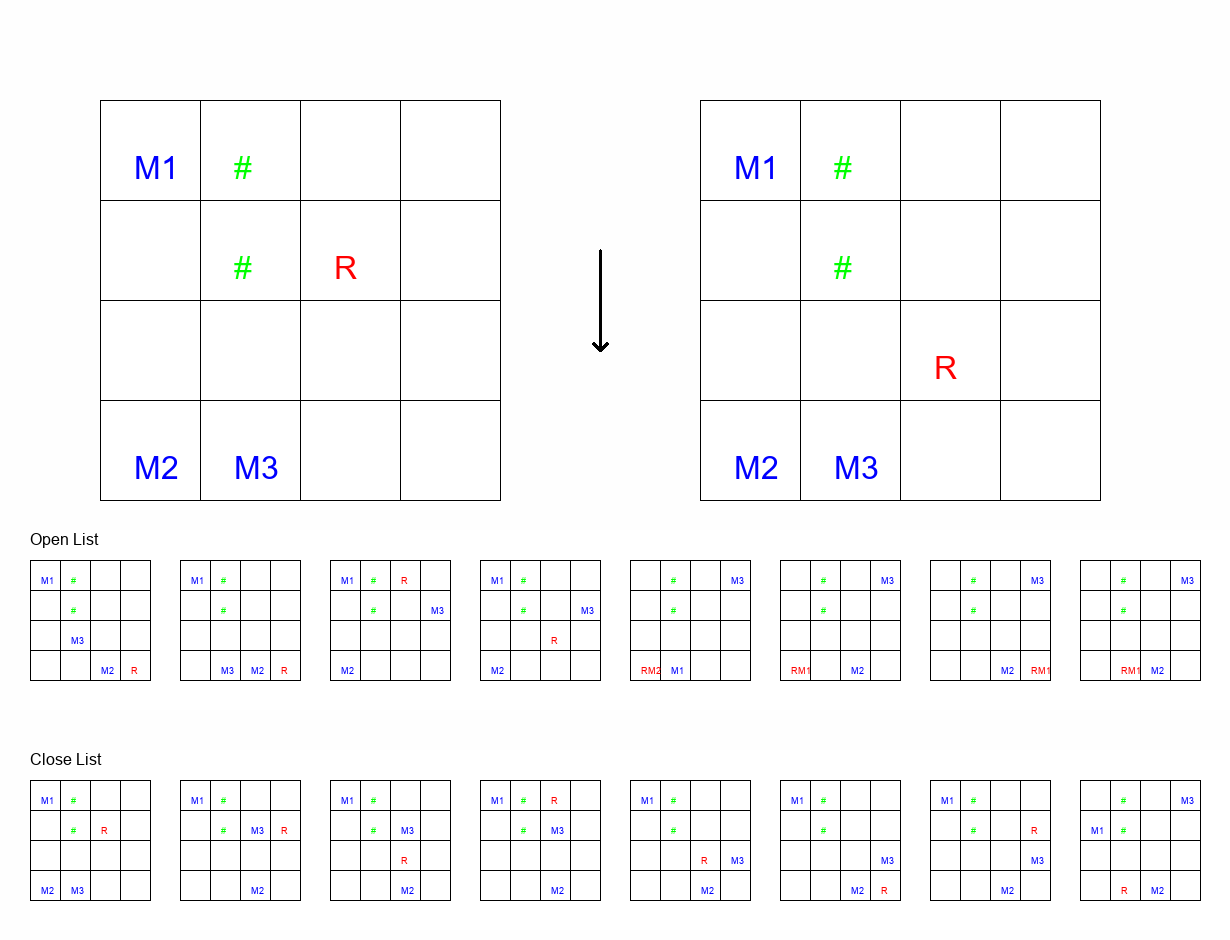 M1 # M1 #
# R #
R
M2 M3 M2 M3
Open List
M1 # M1 # M1 # R M1 # # M3 # M3 # M3 # M3
# # # M3 # M3 # # # #
M3 R
M2 R M3 M2 R M2 M2 RM2 M1 RM1 M2 M2 RM1 RM1 M2
Close List
M1 # M1 # M1 # M1 # R M1 # M1 # M1 # # M3
# R # M3 R # M3 # M3 # # # R M1 #
R R M3 M3 M3
M2 M3 M2 M2 M2 M2 M2 R M2 R M2